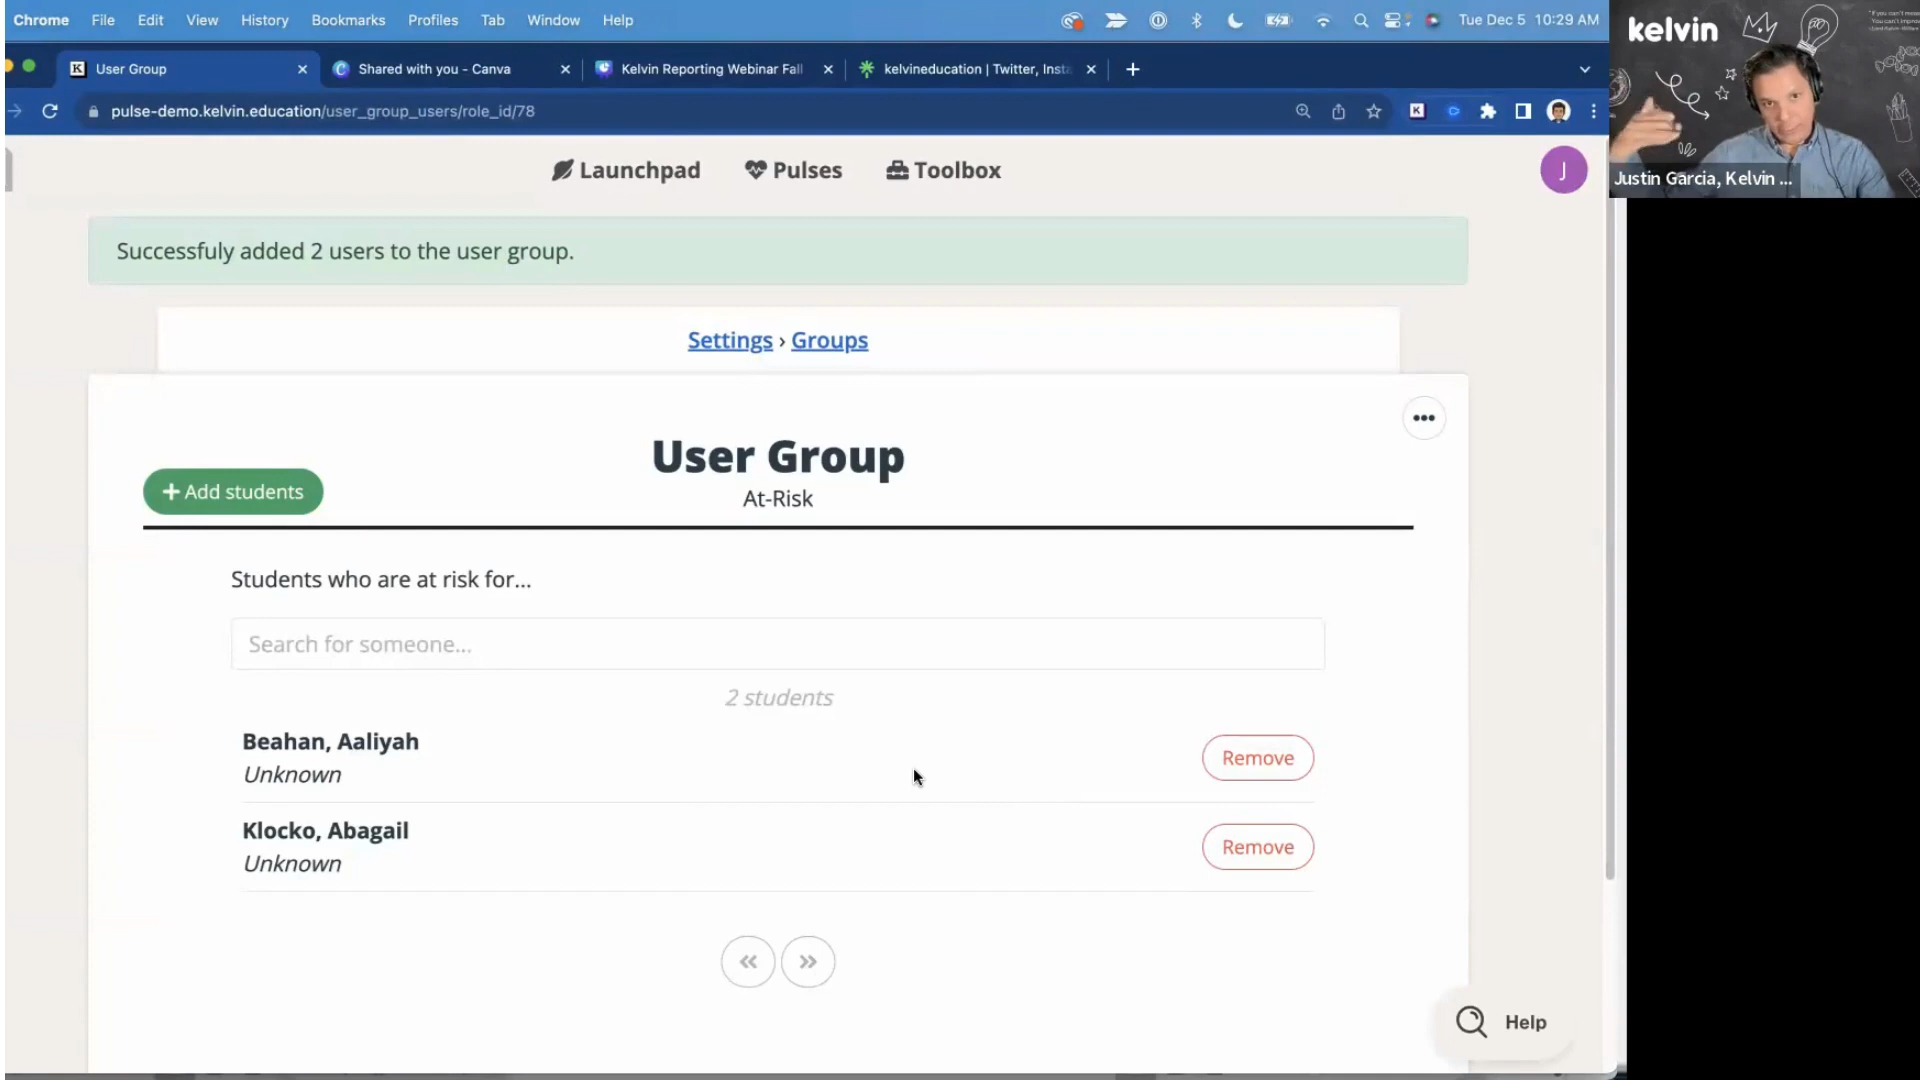 Chrome File Edit View History Bookmarks Profiles Tab Window Help
Tue Dec 5 10:29 AM
User Group
Shared with you - Canva
Kelvin Reporting Webinar Fall
kelvineducation | Twitter, Insta
pulse-demo.kelvin.education/user_group_users/role_id/78
kelvin
Justin Garcia, Kelvin ...
Launchpad
Pulses
Toolbox
J
Successfuly added 2 users to the user group.
Settings › Groups
User Group
+ Add students
At-Risk
Students who are at risk for...
Search for someone...
2 students
Beahan, Aaliyah
Unknown
Remove
Klocko, Abagail
Unknown
Remove
« »
Help